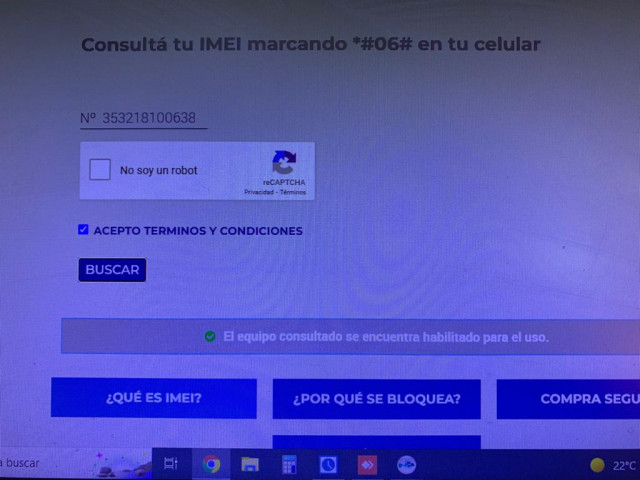 Consultá tu IMEI marcando *#06# en tu celular
Nº 353218100638
No soy un robot
reCAPTCHA
Privacidad - Términos
ACEPTO TERMINOS Y CONDICIONES
BUSCAR
El equipo consultado se encuentra habilitado para el uso.
¿QUÉ ES IMEI?
¿POR QUÉ SE BLOQUEA?
COMPRA SEGU
a buscar
22°C